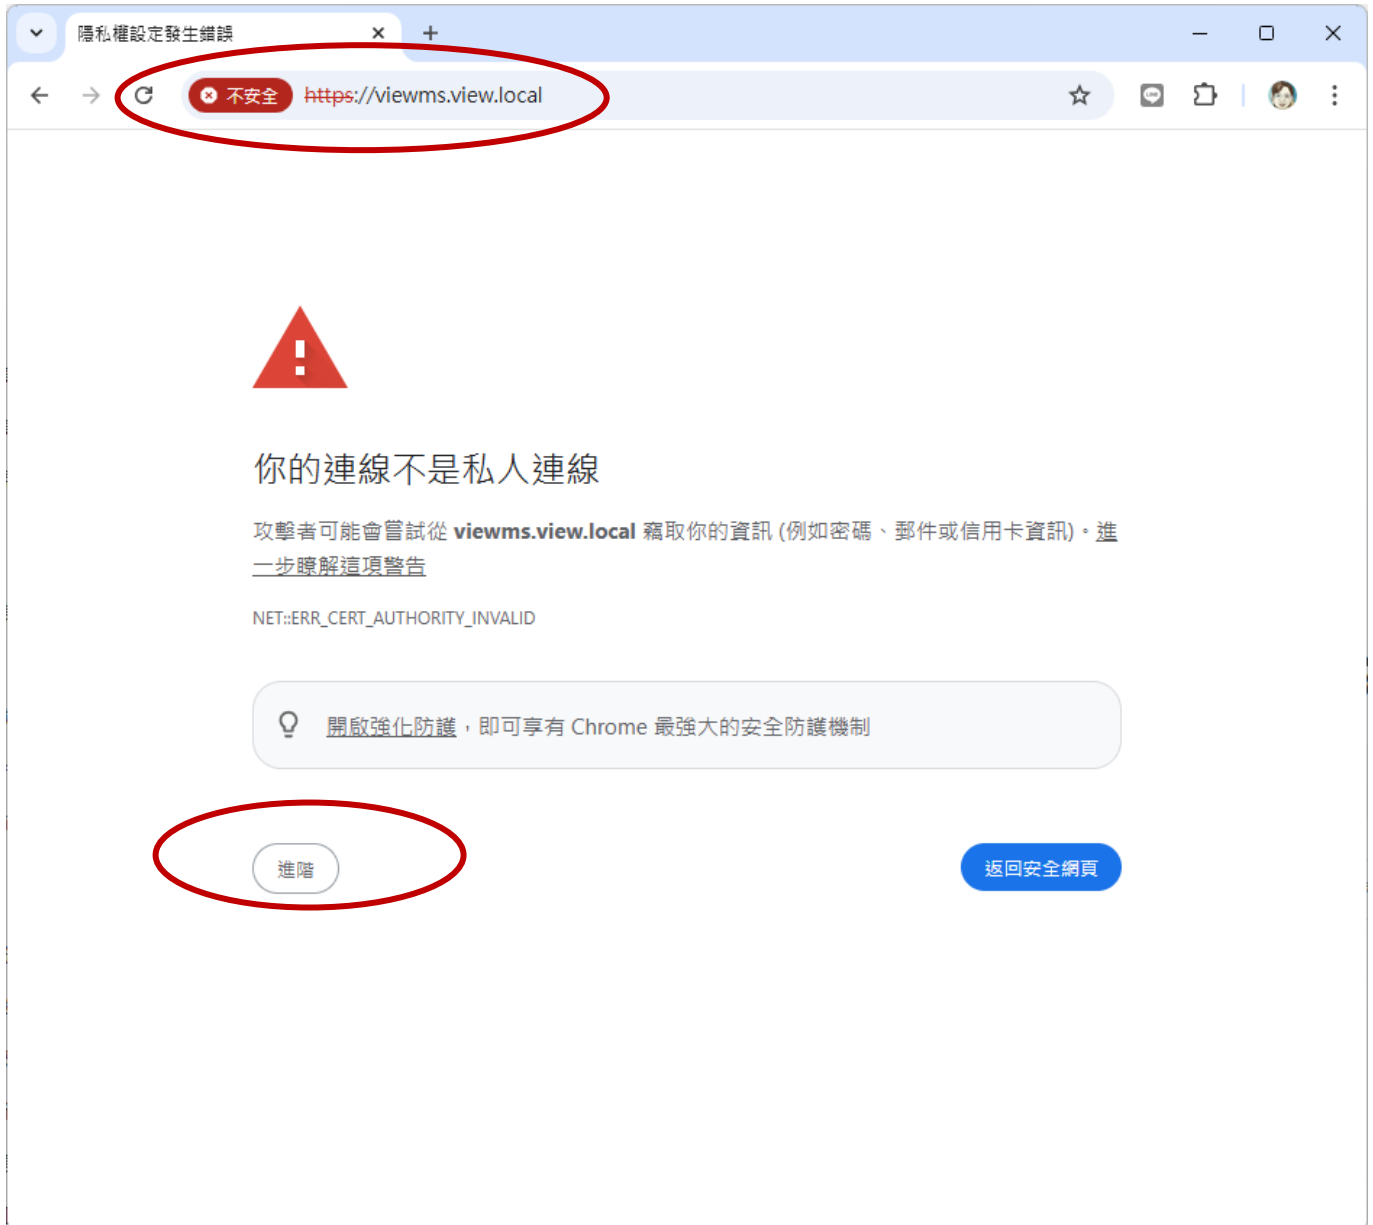 隱私權設定發生錯誤
不安全 https://viewms.view.local
你的連線不是私人連線
攻擊者可能會嘗試從 viewms.view.local 竊取你的資訊 (例如密碼、郵件或信用卡資訊)。進
一步瞭解這項警告
NET::ERR_CERT_AUTHORITY_INVALID
開啟強化防護，即可享有 Chrome 最強大的安全防護機制
進階
返回安全網頁